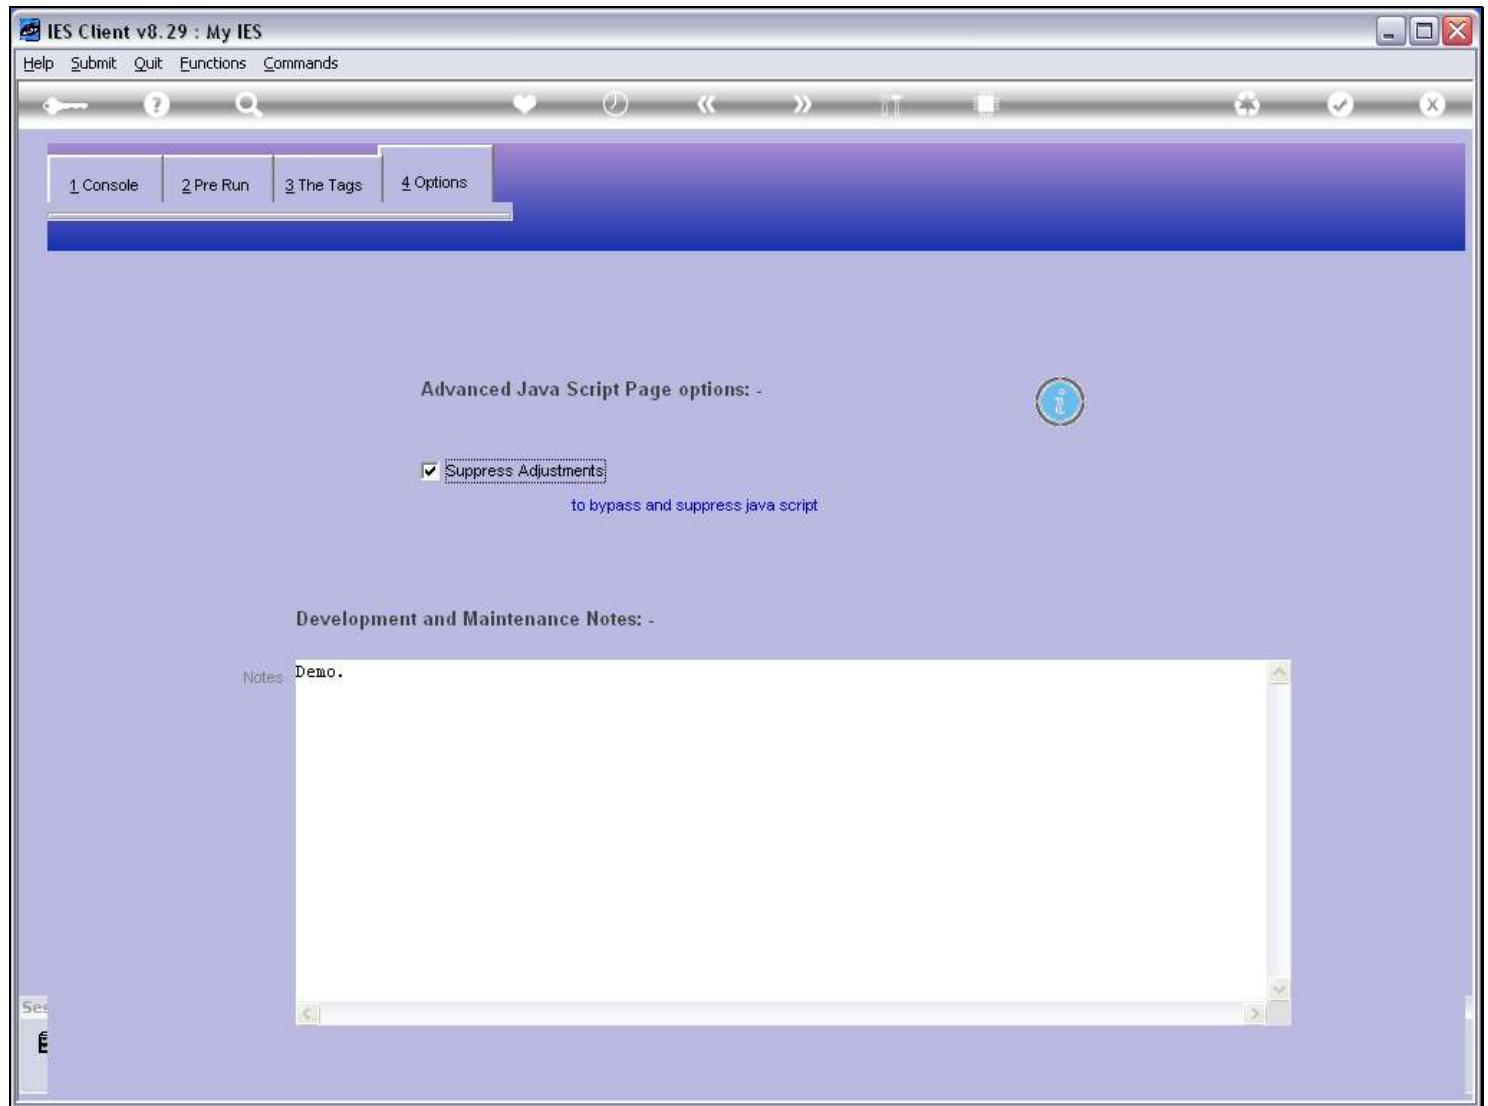 IES Client v8.29 : My IES
Help Submit Quit Functions Commands
1 Console 2 Pre Run 3 The Tags 4 Options
Advanced Java Script Page options: -
Suppress Adjustments
to bypass and suppress java script
Development and Maintenance Notes: -
Notes Demo.
Ses